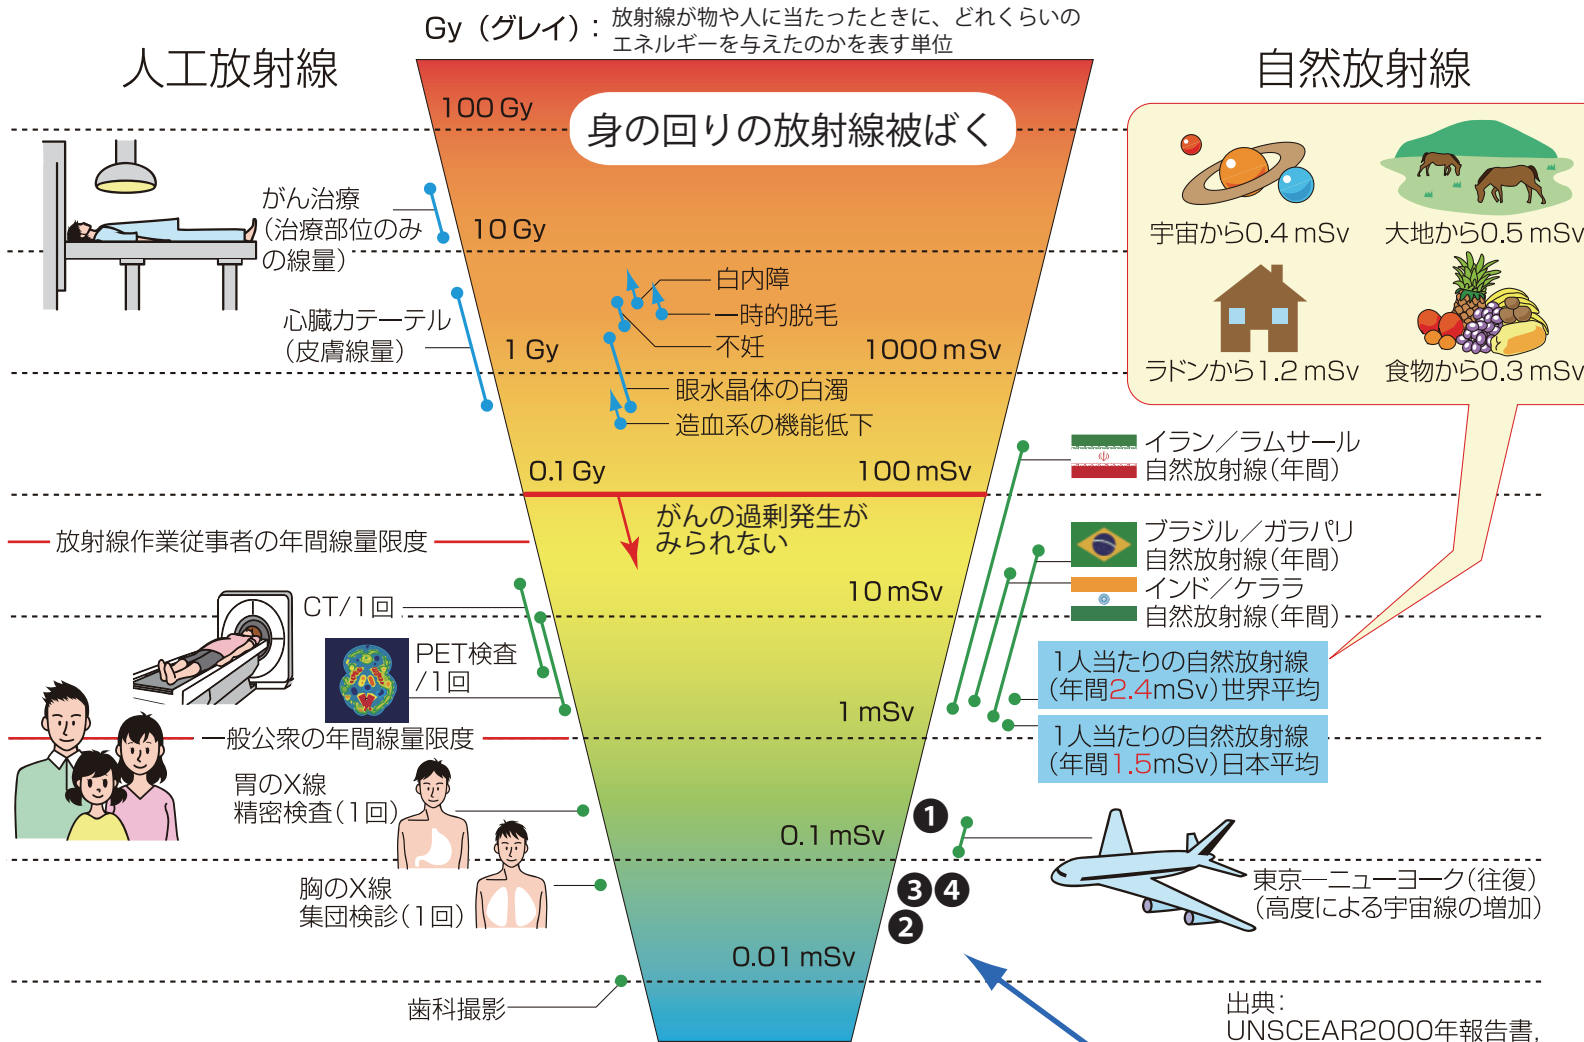 Gy（グレイ）：放射線が物や人に当たったときに、どれくらいの
エネルギーを与えたのかを表す単位
人工放射線
自然放射線
身の回りの放射線被ばく
100 Gy
10 Gy
1 Gy
1000 mSv
0.1 Gy
100 mSv
10 mSv
1 mSv
0.1 mSv
0.01 mSv
がん治療
（治療部位のみ
の線量）
心臓カテーテル
（皮膚線量）
白内障
一時的脱毛
不妊
眼水晶体の白濁
造血系の機能低下
がんの過剰発生が
みられない
放射線作業従事者の年間線量限度
CT/1回
PET検査
/1回
一般公衆の年間線量限度
胃のX線
精密検査（1回）
胸のX線
集団検診（1回）
歯科撮影
宇宙から0.4 mSv
大地から0.5 mSv
ラドンから1.2 mSv
食物から0.3 mSv
イラン／ラムサール
自然放射線（年間）
ブラジル／ガラパリ
自然放射線（年間）
インド／ケララ
自然放射線（年間）
1人当たりの自然放射線
（年間2.4mSv）世界平均
1人当たりの自然放射線
（年間1.5mSv）日本平均
❶
❸❹
❷
東京―ニューヨーク（往復）
（高度による宇宙線の増加）
出典：
UNSCEAR2000年報告書，